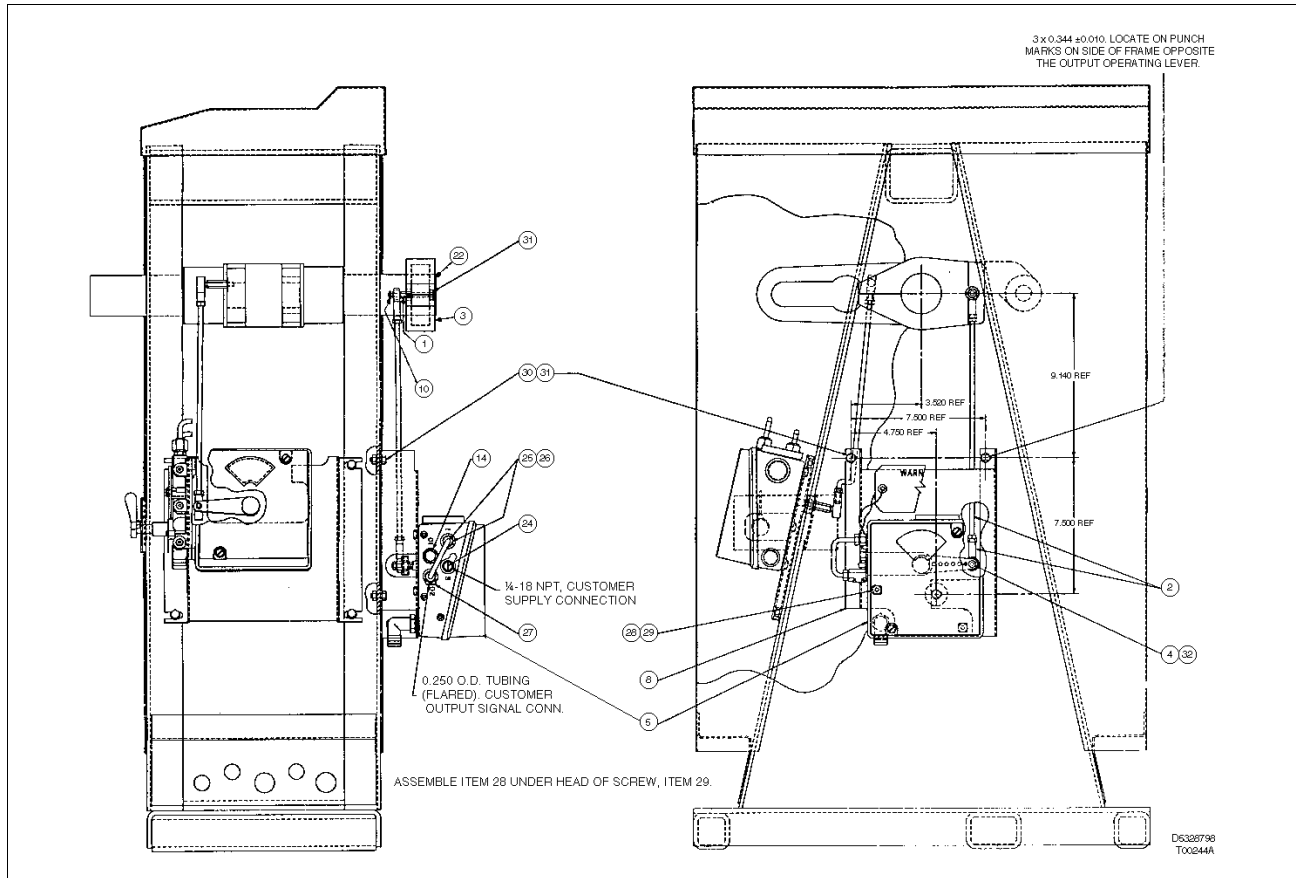 3 x 0.344 ±0.010. LOCATE ON PUNCH
MARKS ON SIDE OF FRAME OPPOSITE
THE OUTPUT OPERATING LEVER.
31
22
3
1
10
30 31
14
25 26
24
¼-18 NPT, CUSTOMER
SUPPLY CONNECTION
27
0.250 O.D. TUBING
(FLARED). CUSTOMER
OUTPUT SIGNAL CONN.
9.140 REF
3.520 REF
7.500 REF
4.750 REF
WARN
7.500 REF
2
28 29
8
4 32
5
ASSEMBLE ITEM 28 UNDER HEAD OF SCREW, ITEM 29.
D5328798
T00244A